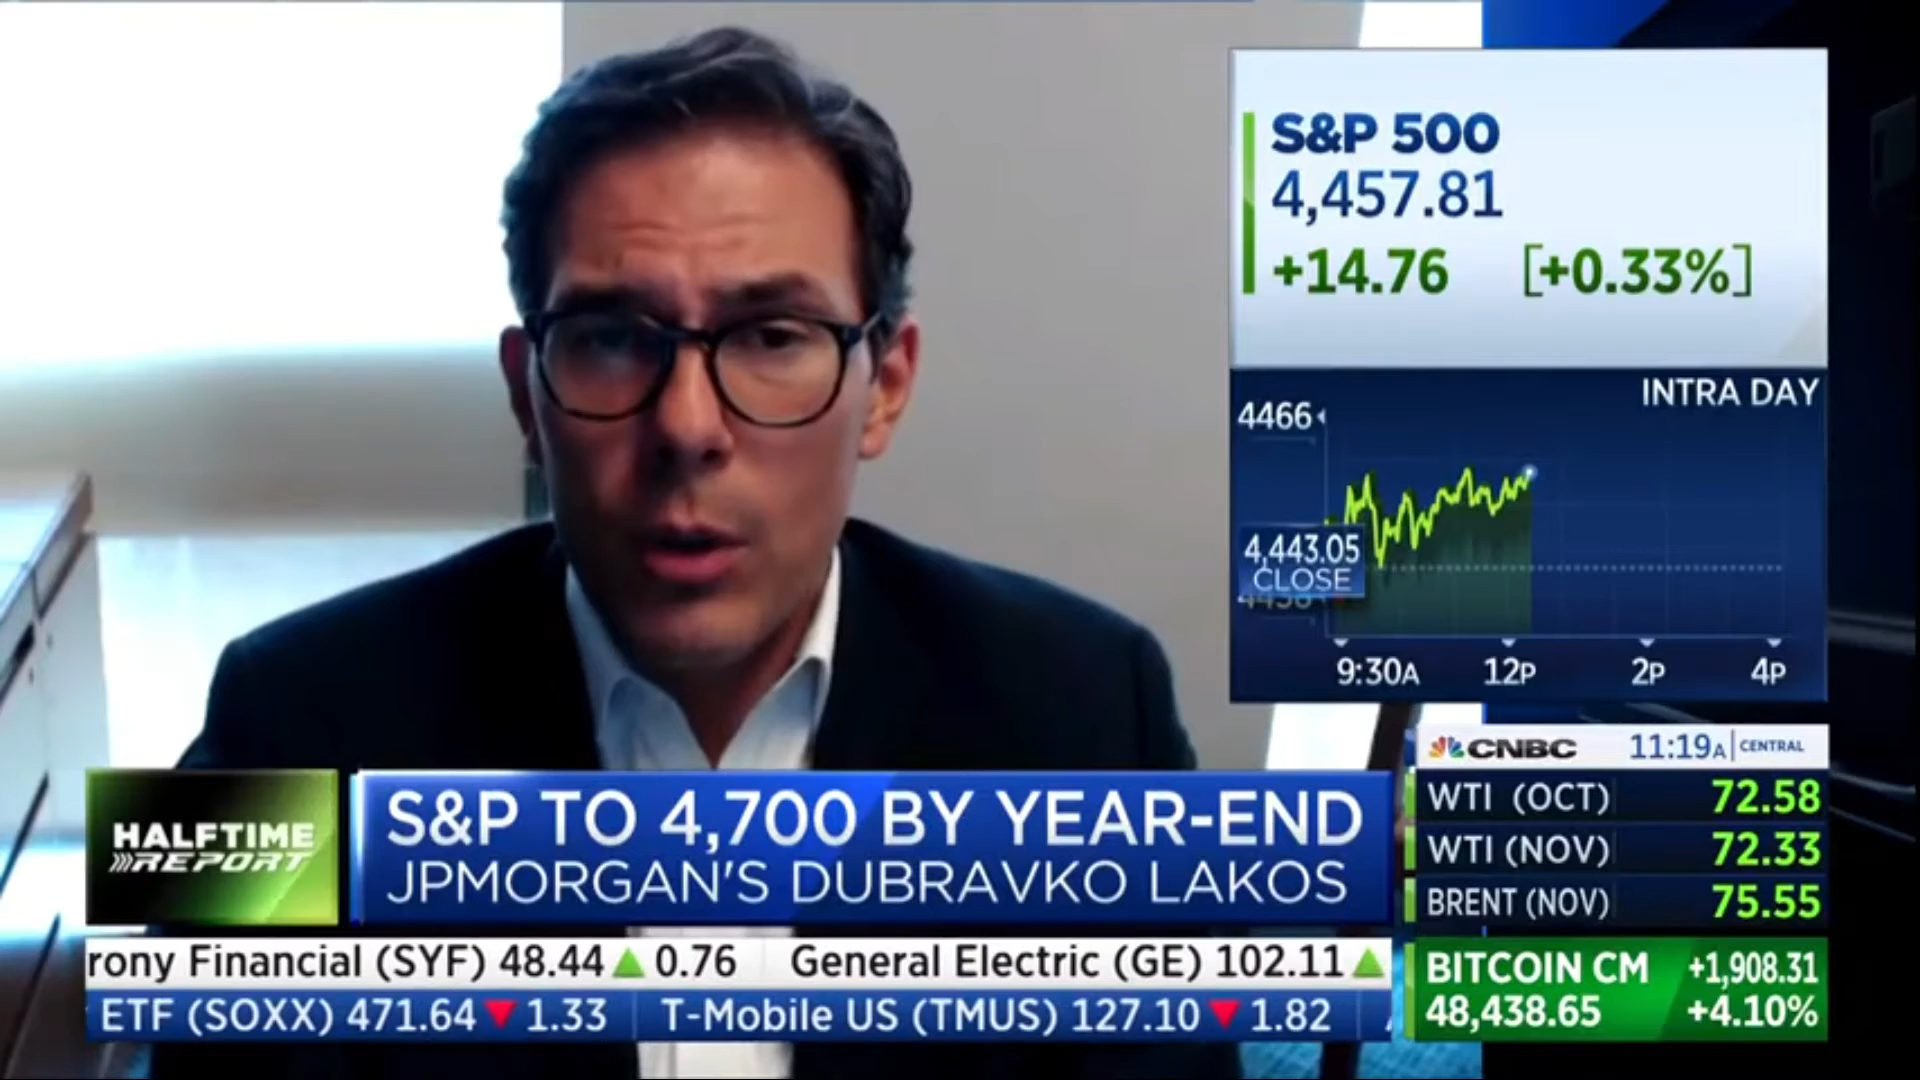 S&P 500
4,457.81
+14.76 [+0.33%]
INTRA DAY
4466
4,443.05
CLOSE
9:30A 12P 2P 4P
CNBC 11:19A CENTRAL
WTI (OCT) 72.58
WTI (NOV) 72.33
BRENT (NOV) 75.55
BITCOIN CM +1,908.31
48,438.65 +4.10%
HALFTIME
REPORT
S&P TO 4,700 BY YEAR-END
JPMORGAN'S DUBRAVKO LAKOS
rony Financial (SYF) 48.44 ▲ 0.76 General Electric (GE) 102.11 ▲
ETF (SOXX) 471.64 ▼ 1.33 T-Mobile US (TMUS) 127.10 ▼ 1.82